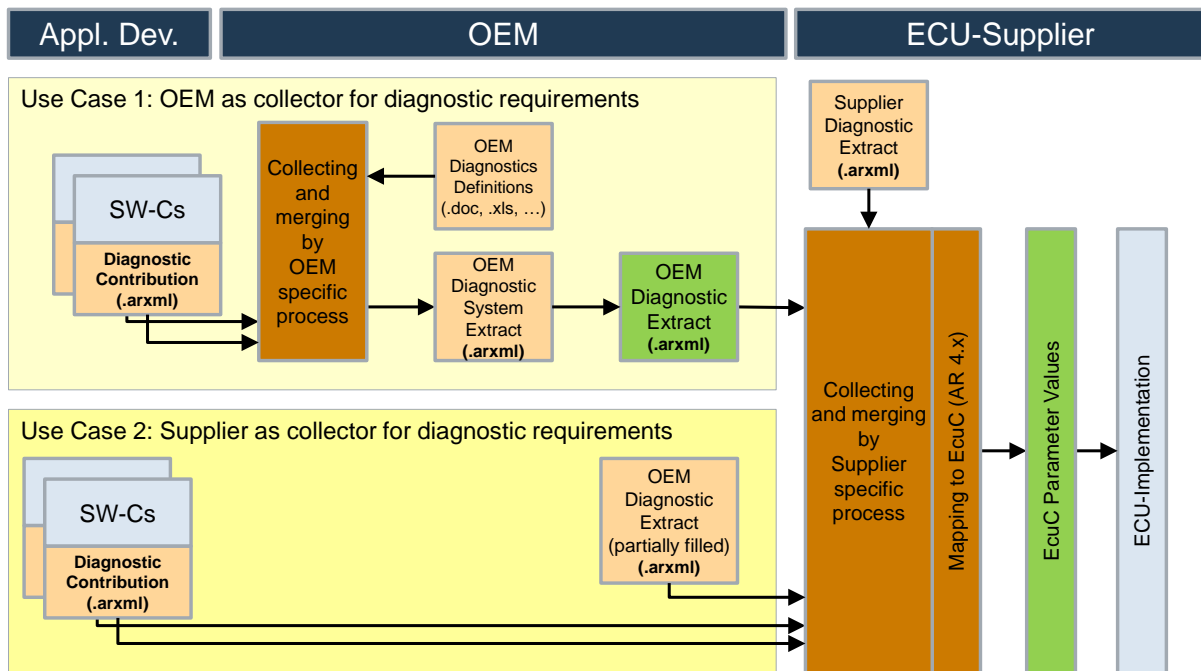 Appl. Dev.
OEM
ECU-Supplier
Use Case 1: OEM as collector for diagnostic requirements
SW-Cs
Diagnostic
Contribution
(.arxml)
Collecting
and
merging
by
OEM
specific
process
OEM
Diagnostics
Definitions
(.doc, .xls, …)
OEM
Diagnostic
System
Extract
(.arxml)
OEM
Diagnostic
Extract
(.arxml)
Supplier
Diagnostic
Extract
(.arxml)
Use Case 2: Supplier as collector for diagnostic requirements
SW-Cs
Diagnostic
Contribution
(.arxml)
OEM
Diagnostic
Extract
(partially filled)
(.arxml)
Collecting
and merging
by
Supplier
specific
process
Mapping to EcuC (AR 4.x)
EcuC Parameter Values
ECU-Implementation